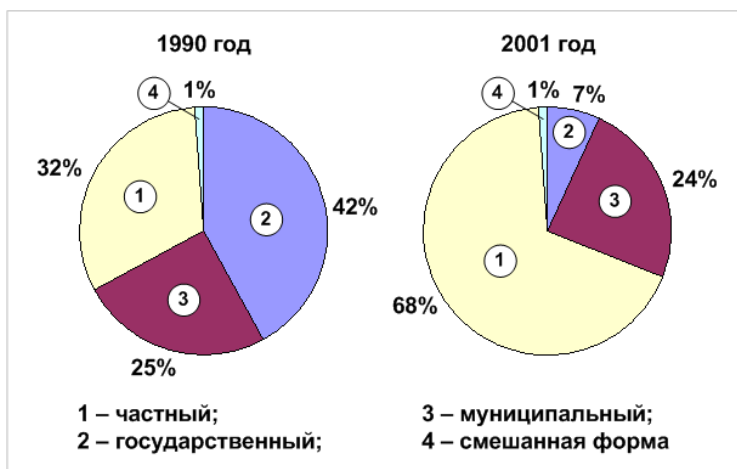 1990 год
4
1%
32%
1
2
42%
3
25%
2001 год
4
1%
7%
2
3
24%
1
68%
1 – частный;
2 – государственный;
3 – муниципальный;
4 – смешанная форма